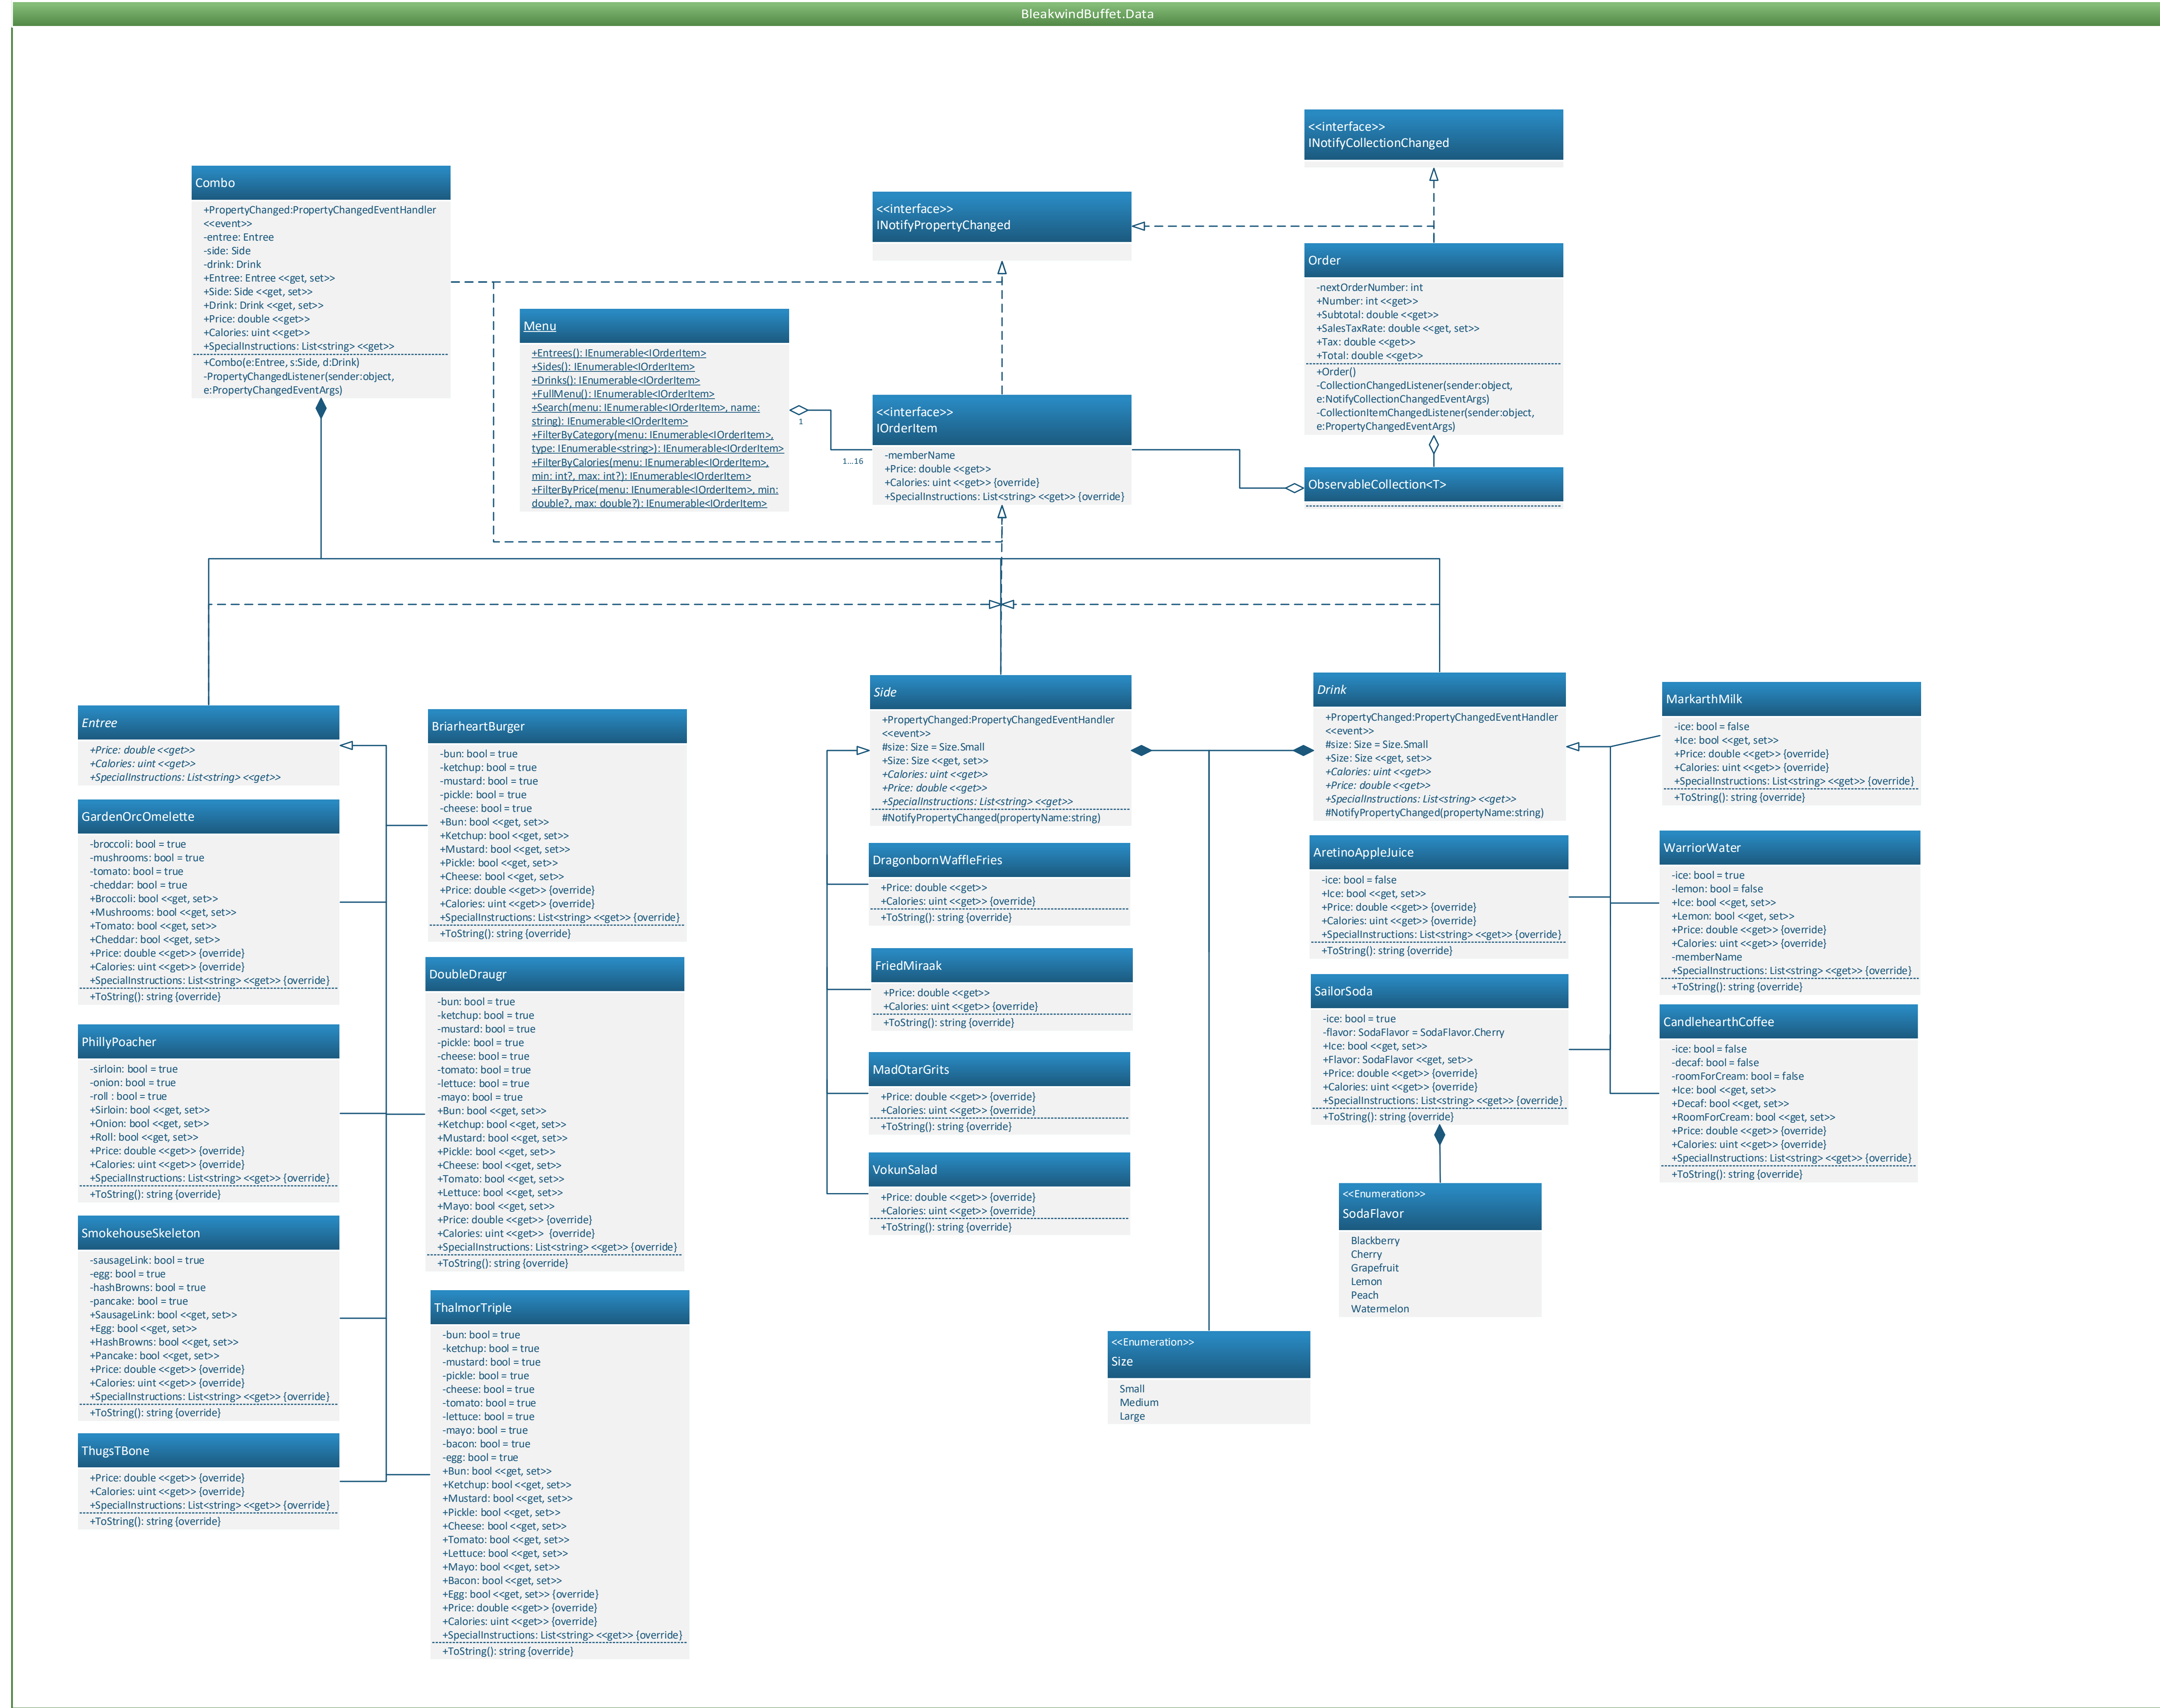 BleakwindBuffet.Data
<<interface>>
INotifyCollectionChanged
Combo
+PropertyChanged:PropertyChangedEventHandler
<<event>>
-entree: Entree
-side: Side
-drink: Drink
+Entree: Entree <<get, set>>
+Side: Side <<get, set>>
+Drink: Drink <<get, set>>
+Price: double <<get>>
+Calories: uint <<get>>
+SpecialInstructions: List<string> <<get>>
+Combo(e:Entree, s:Side, d:Drink)
-PropertyChangedListener(sender:object,
e:PropertyChangedEventArgs)
<<interface>>
INotifyPropertyChanged
Order
-nextOrderNumber: int
+Number: int <<get>>
+Subtotal: double <<get>>
+SalesTaxRate: double <<get, set>>
+Tax: double <<get>>
+Total: double <<get>>
+Order()
-CollectionChangedListener(sender:object,
e:NotifyCollectionChangedEventArgs)
-CollectionItemChangedListener(sender:object,
e:PropertyChangedEventArgs)
Menu
+Entrees(): IEnumerable<IOrderItem>
+Sides(): IEnumerable<IOrderItem>
+Drinks(): IEnumerable<IOrderItem>
+FullMenu(): IEnumerable<IOrderItem>
+Search(menu: IEnumerable<IOrderItem>, name:
string): IEnumerable<IOrderItem>
+FilterByCategory(menu: IEnumerable<IOrderItem>,
type: IEnumerable<string>): IEnumerable<IOrderItem>
+FilterByCalories(menu: IEnumerable<IOrderItem>,
min: int?, max: int?): IEnumerable<IOrderItem>
+FilterByPrice(menu: IEnumerable<IOrderItem>, min:
double?, max: double?): IEnumerable<IOrderItem>
1
1...16
<<interface>>
IOrderItem
-memberName
+Price: double <<get>>
+Calories: uint <<get>> {override}
+SpecialInstructions: List<string> <<get>> {override}
ObservableCollection<T>
Entree
+Price: double <<get>>
+Calories: uint <<get>>
+SpecialInstructions: List<string> <<get>>
GardenOrcOmelette
-broccoli: bool = true
-mushrooms: bool = true
-tomato: bool = true
-cheddar: bool = true
+Broccoli: bool <<get, set>>
+Mushrooms: bool <<get, set>>
+Tomato: bool <<get, set>>
+Cheddar: bool <<get, set>>
+Price: double <<get>> {override}
+Calories: uint <<get>> {override}
+SpecialInstructions: List<string> <<get>> {override}
+ToString(): string {override}
PhillyPoacher
-sirloin: bool = true
-onion: bool = true
-roll : bool = true
+Sirloin: bool <<get, set>>
+Onion: bool <<get, set>>
+Roll: bool <<get, set>>
+Price: double <<get>> {override}
+Calories: uint <<get>> {override}
+SpecialInstructions: List<string> <<get>> {override}
+ToString(): string {override}
SmokehouseSkeleton
-sausageLink: bool = true
-egg: bool = true
-hashBrowns: bool = true
-pancake: bool = true
+SausageLink: bool <<get, set>>
+Egg: bool <<get, set>>
+HashBrowns: bool <<get, set>>
+Pancake: bool <<get, set>>
+Price: double <<get>> {override}
+Calories: uint <<get>> {override}
+SpecialInstructions: List<string> <<get>> {override}
+ToString(): string {override}
ThugsTBone
+Price: double <<get>> {override}
+Calories: uint <<get>> {override}
+SpecialInstructions: List<string> <<get>> {override}
+ToString(): string {override}
BriarheartBurger
-bun: bool = true
-ketchup: bool = true
-mustard: bool = true
-pickle: bool = true
-cheese: bool = true
+Bun: bool <<get, set>>
+Ketchup: bool <<get, set>>
+Mustard: bool <<get, set>>
+Pickle: bool <<get, set>>
+Cheese: bool <<get, set>>
+Price: double <<get>> {override}
+Calories: uint <<get>> {override}
+SpecialInstructions: List<string> <<get>> {override}
+ToString(): string {override}
DoubleDraugr
-bun: bool = true
-ketchup: bool = true
-mustard: bool = true
-pickle: bool = true
-cheese: bool = true
-tomato: bool = true
-lettuce: bool = true
-mayo: bool = true
+Bun: bool <<get, set>>
+Ketchup: bool <<get, set>>
+Mustard: bool <<get, set>>
+Pickle: bool <<get, set>>
+Cheese: bool <<get, set>>
+Tomato: bool <<get, set>>
+Lettuce: bool <<get, set>>
+Mayo: bool <<get, set>>
+Price: double <<get>> {override}
+Calories: uint <<get>> {override}
+SpecialInstructions: List<string> <<get>> {override}
+ToString(): string {override}
ThalmorTriple
-bun: bool = true
-ketchup: bool = true
-mustard: bool = true
-pickle: bool = true
-cheese: bool = true
-tomato: bool = true
-lettuce: bool = true
-mayo: bool = true
-bacon: bool = true
-egg: bool = true
+Bun: bool <<get, set>>
+Ketchup: bool <<get, set>>
+Mustard: bool <<get, set>>
+Pickle: bool <<get, set>>
+Cheese: bool <<get, set>>
+Tomato: bool <<get, set>>
+Lettuce: bool <<get, set>>
+Mayo: bool <<get, set>>
+Bacon: bool <<get, set>>
+Egg: bool <<get, set>> {override}
+Price: double <<get>> {override}
+Calories: uint <<get>> {override}
+SpecialInstructions: List<string> <<get>> {override}
+ToString(): string {override}
Side
+PropertyChanged:PropertyChangedEventHandler
<<event>>
#size: Size = Size.Small
+Size: Size <<get, set>>
+Calories: uint <<get>>
+Price: double <<get>>
+SpecialInstructions: List<string> <<get>>
#NotifyPropertyChanged(propertyName:string)
DragonbornWaffleFries
+Price: double <<get>>
+Calories: uint <<get>> {override}
+ToString(): string {override}
FriedMiraak
+Price: double <<get>>
+Calories: uint <<get>> {override}
+ToString(): string {override}
MadOtarGrits
+Price: double <<get>> {override}
+Calories: uint <<get>> {override}
+ToString(): string {override}
VokunSalad
+Price: double <<get>> {override}
+Calories: uint <<get>> {override}
+ToString(): string {override}
<<Enumeration>>
Size
Small
Medium
Large
Drink
+PropertyChanged:PropertyChangedEventHandler
<<event>>
#size: Size = Size.Small
+Size: Size <<get, set>>
+Calories: uint <<get>>
+Price: double <<get>>
+SpecialInstructions: List<string> <<get>>
#NotifyPropertyChanged(propertyName:string)
AretinoAppleJuice
-ice: bool = false
+Ice: bool <<get, set>>
+Price: double <<get>> {override}
+Calories: uint <<get>> {override}
+SpecialInstructions: List<string> <<get>> {override}
+ToString(): string {override}
SailorSoda
-ice: bool = true
-flavor: SodaFlavor = SodaFlavor.Cherry
+Ice: bool <<get, set>>
+Flavor: SodaFlavor <<get, set>>
+Price: double <<get>> {override}
+Calories: uint <<get>> {override}
+SpecialInstructions: List<string> <<get>> {override}
+ToString(): string {override}
<<Enumeration>>
SodaFlavor
Blackberry
Cherry
Grapefruit
Lemon
Peach
Watermelon
MarkarthMilk
-ice: bool = false
+Ice: bool <<get, set>>
+Price: double <<get>> {override}
+Calories: uint <<get>> {override}
+SpecialInstructions: List<string> <<get>> {override}
+ToString(): string {override}
WarriorWater
-ice: bool = true
-lemon: bool = false
+Ice: bool <<get, set>>
+Lemon: bool <<get, set>>
+Price: double <<get>> {override}
+Calories: uint <<get>> {override}
-memberName
+SpecialInstructions: List<string> <<get>> {override}
+ToString(): string {override}
CandlehearthCoffee
-ice: bool = false
-decaf: bool = false
-roomForCream: bool = false
+Ice: bool <<get, set>>
+Decaf: bool <<get, set>>
+RoomForCream: bool <<get, set>>
+Price: double <<get>> {override}
+Calories: uint <<get>> {override}
+SpecialInstructions: List<string> <<get>> {override}
+ToString(): string {override}